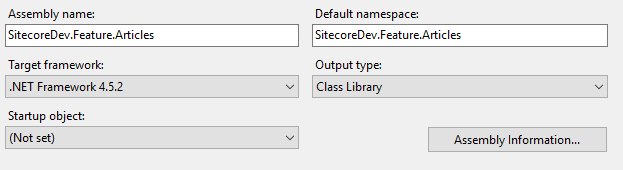 Assembly name: Default namespace:
SitecoreDev.Feature.Articles SitecoreDev.Feature.Articles
Target framework: Output type:
.NET Framework 4.5.2 Class Library
Startup object:
(Not set) Assembly Information...